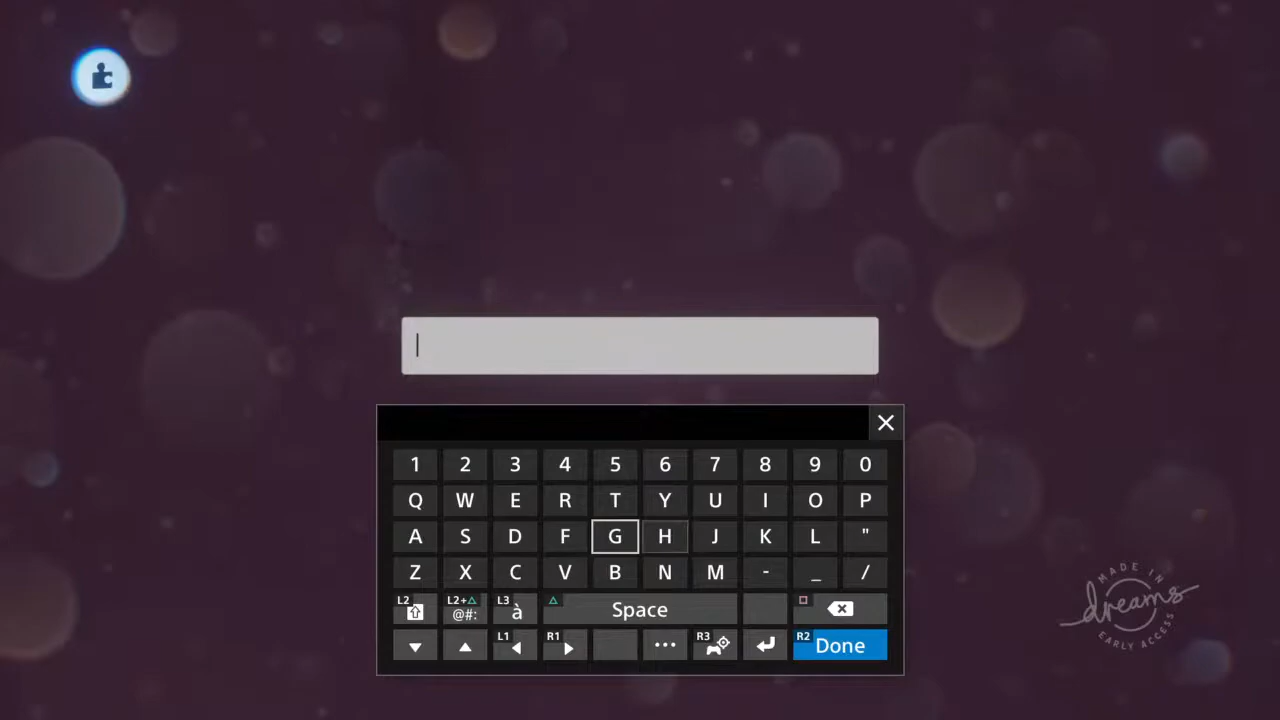 1 2 3 4 5 6 7 8 9 0
Q W E R T Y U I O P
A S D F G H J K L "
Z X C V B N M - _ /
L2 L2+△ @#: L3 à △ Space □
L1 R1 ... R3 R2 Done
MADE IN
dreams
EARLY ACCESS